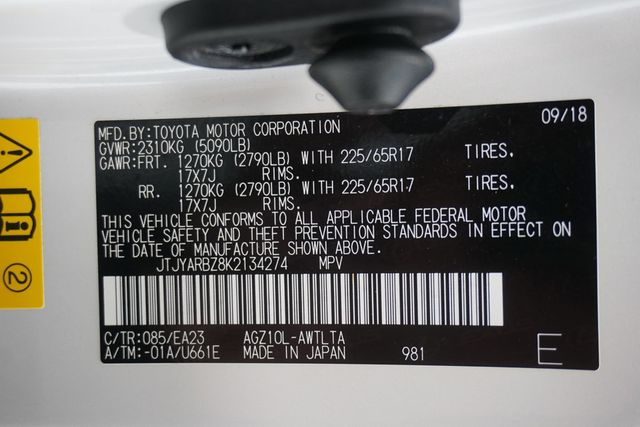 09/18
MFD.BY:TOYOTA MOTOR CORPORATION
GVWR:2310KG (5090LB)
GAWR:FRT. 1270KG (2790LB) WITH 225/65R17 TIRES.
17X7J RIMS.
RR. 1270KG (2790LB) WITH 225/65R17 TIRES.
17X7J RIMS.
THIS VEHICLE CONFORMS TO ALL APPLICABLE FEDERAL MOTOR
VEHICLE SAFETY AND THEFT PREVENTION STANDARDS IN EFFECT ON
THE DATE OF MANUFACTURE SHOWN ABOVE.
JTJYARBZ8K2134274 MPV
C/TR:085/EA23 AGZ10L-AWTLTA
A/TM:-01A/U661E MADE IN JAPAN 981 E
2